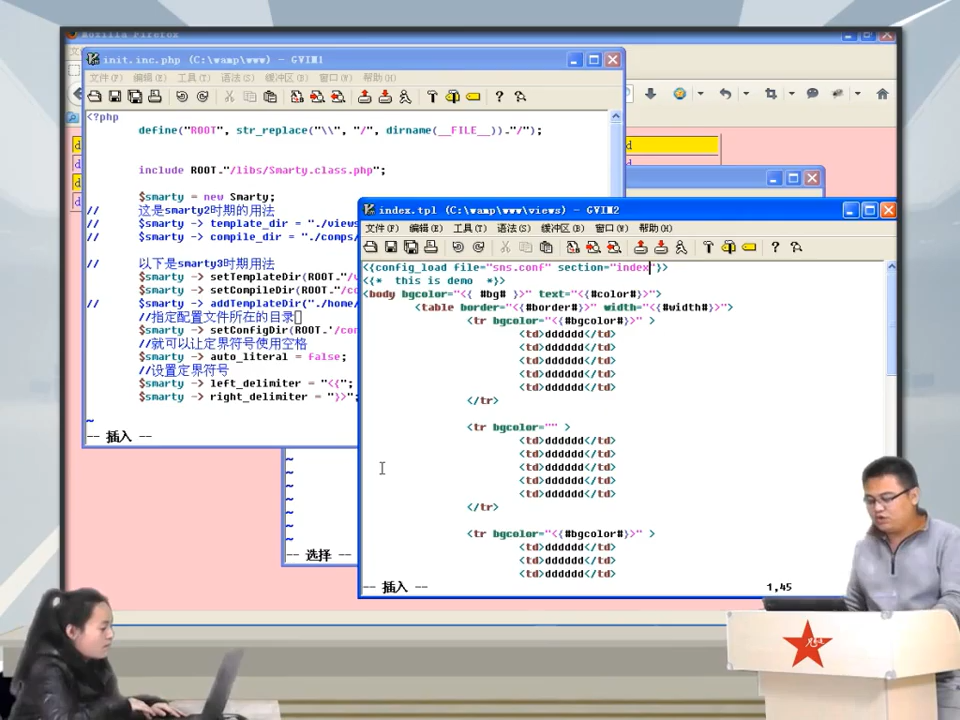 Mozilla Firefox
init.inc.php (C:\wamp\www) - GVIM1
文件(F) 编辑(E) 工具(T) 语法(S) 缓冲区(B) 窗口(W) 帮助(H)
<?php
define("ROOT", str_replace("\\", "/", dirname(__FILE__))."/");
include ROOT."/libs/Smarty.class.php";
$smarty = new Smarty;
// 这是smarty2时期的用法
// $smarty -> template_dir = "./views
// $smarty -> compile_dir = "./comps/
// 以下是smarty3时期用法
$smarty -> setTemplateDir(ROOT."/v
$smarty -> setCompileDir(ROOT."/co
// $smarty -> addTemplateDir("./home/
//指定配置文件所在的目录
$smarty -> setConfigDir(ROOT.'/con
//就可以让定界符号使用空格
$smarty -> auto_literal = false;
//设置定界符号
$smarty -> left_delimiter = "<{";
$smarty -> right_delimiter = "}>";
~
-- 插入 --
~
~
~
~
~
~
~
-- 选择 --
index.tpl (C:\wamp\www\views) - GVIM2
文件(F) 编辑(E) 工具(T) 语法(S) 缓冲区(B) 窗口(W) 帮助(H)
<{config_load file="sns.conf" section="index"}>
<{* this is demo *}>
<body bgcolor="<{ #bg# }>" text="<{#color#}>">
<table border="<{#border#}>" width="<{#width#}>">
<tr bgcolor="<{#bgcolor#}>" >
<td>dddddd</td>
<td>dddddd</td>
<td>dddddd</td>
<td>dddddd</td>
<td>dddddd</td>
</tr>
<tr bgcolor="" >
<td>dddddd</td>
<td>dddddd</td>
<td>dddddd</td>
<td>dddddd</td>
<td>dddddd</td>
</tr>
<tr bgcolor="<{#bgcolor#}>" >
<td>dddddd</td>
<td>dddddd</td>
<td>dddddd</td>
-- 插入 --
1,45